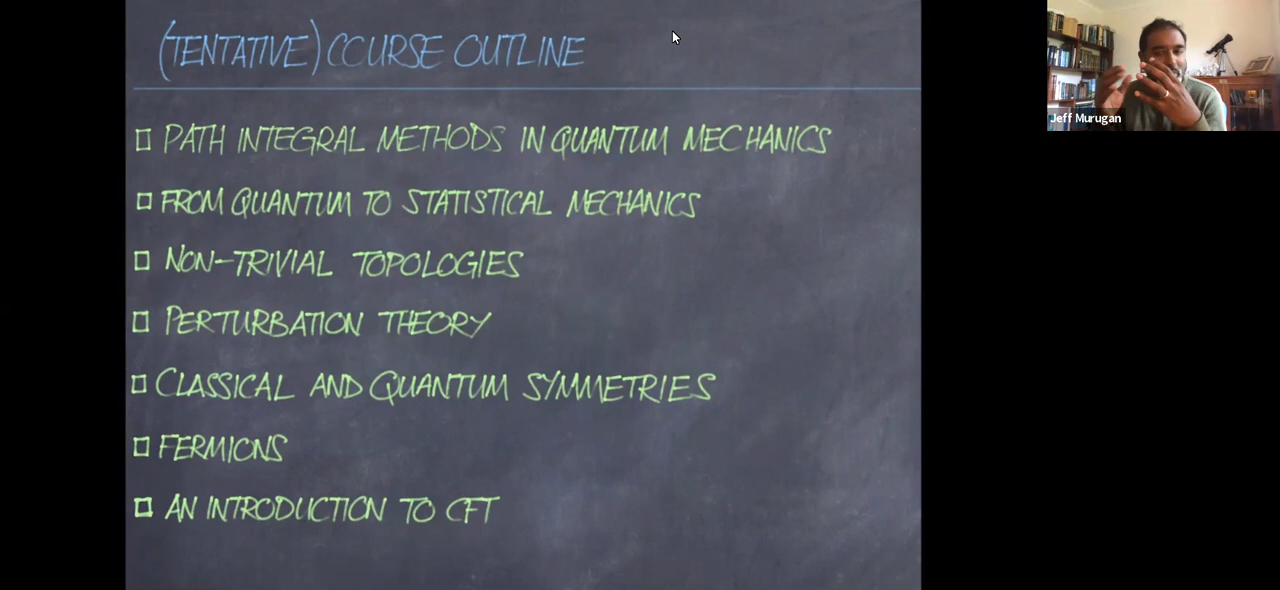 (TENTATIVE) COURSE OUTLINE
PATH INTEGRAL METHODS IN QUANTUM MECHANICS
FROM QUANTUM TO STATISTICAL MECHANICS
NON-TRIVIAL TOPOLOGIES
PERTURBATION THEORY
CLASSICAL AND QUANTUM SYMMETRIES
FERMIONS
AN INTRODUCTION TO CFT
Jeff Murugan